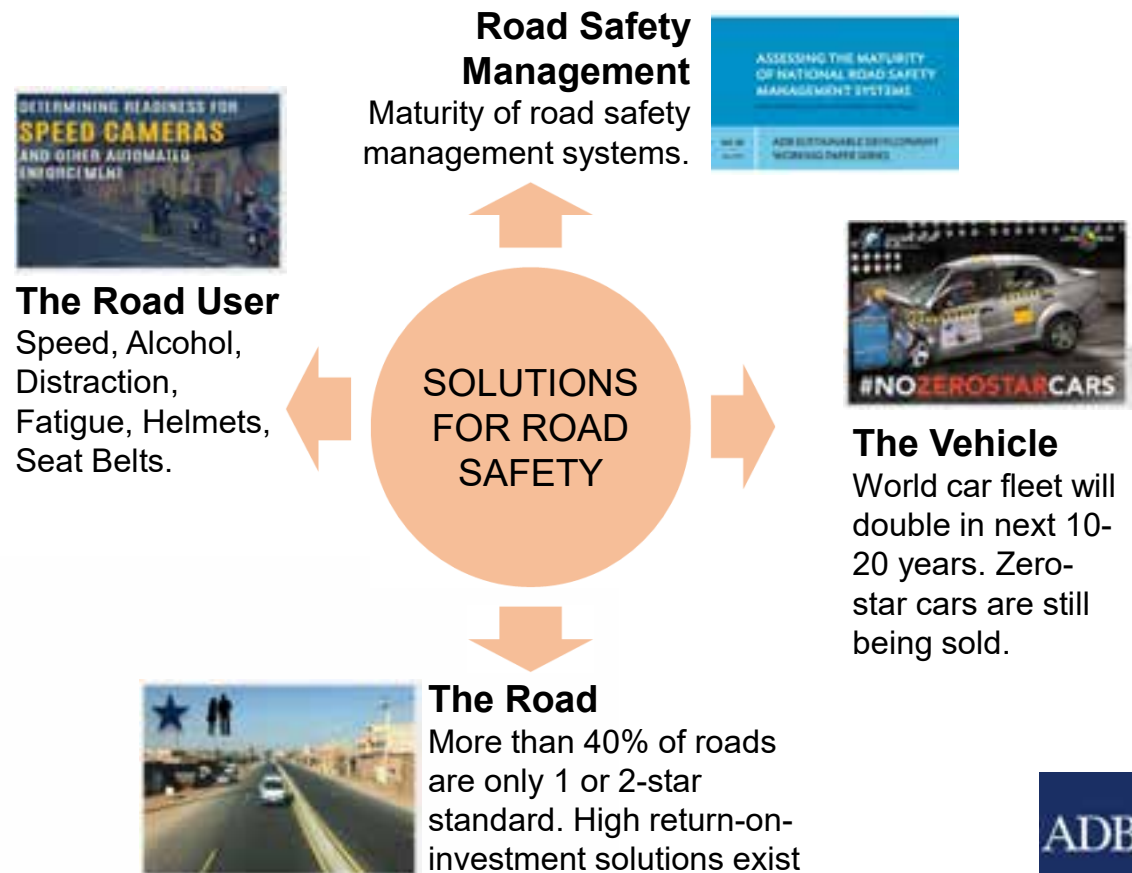 Road Safety
Management
Maturity of road safety
management systems.
ASSESSING THE MATURITY
OF NATIONAL ROAD SAFETY
MANAGEMENT SYSTEMS
ADB SUSTAINABLE DEVELOPMENT
WORKING PAPER SERIES
DETERMINING READINESS FOR
SPEED CAMERAS
AND OTHER AUTOMATED
ENFORCEMENT
The Road User
Speed, Alcohol,
Distraction,
Fatigue, Helmets,
Seat Belts.
SOLUTIONS
FOR ROAD
SAFETY
#NOZEROSTARCARS
The Vehicle
World car fleet will
double in next 10-
20 years. Zero-
star cars are still
being sold.
The Road
More than 40% of roads
are only 1 or 2-star
standard. High return-on-
investment solutions exist
ADB